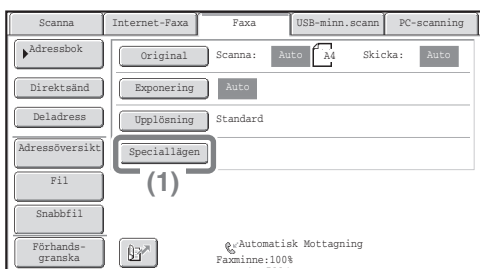 Scanna Internet-Faxa Faxa USB-minn.scann PC-scanning
Adressbok
Original Scanna: Auto A4 Skicka: Auto
Direktsänd
Exponering Auto
Deladress
Upplösning Standard
Adressöversikt
Speciallägen
(1)
Fil
Snabbfil
Förhands-
granska
Automatisk Mottagning
Faxminne:100%